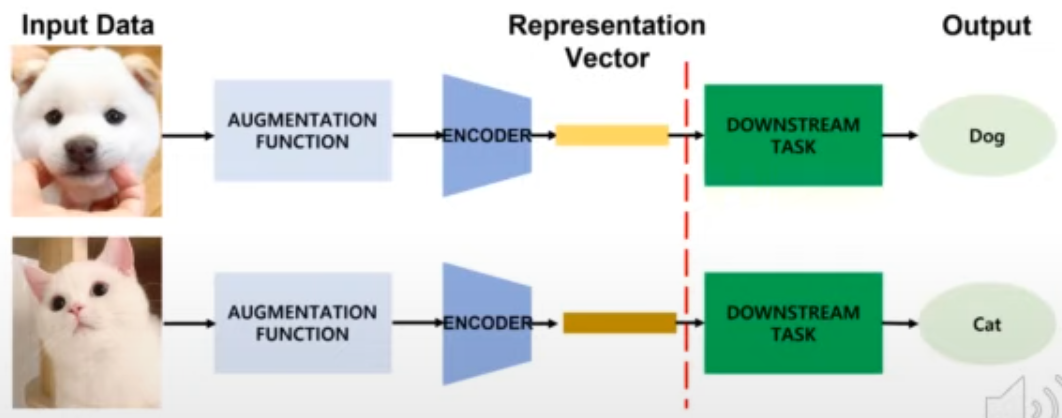 Input Data
Representation
Vector
Output
AUGMENTATION
FUNCTION
ENCODER
DOWNSTREAM
TASK
Dog
AUGMENTATION
FUNCTION
ENCODER
DOWNSTREAM
TASK
Cat